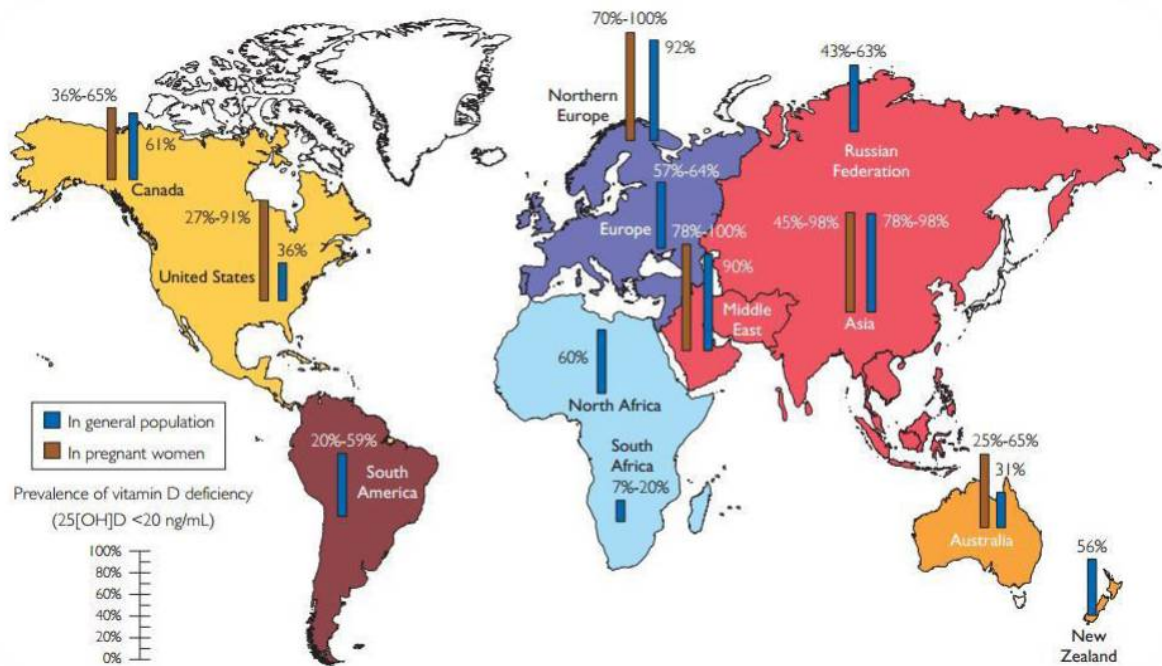 70%-100%
92%
43%-63%
36%-65%
61%
Canada
Northern
Europe
Russian
Federation
57%-64%
Europe
27%-91%
36%
United States
78%-100%
90%
Middle
East
45%-98%
78%-98%
Asia
60%
North Africa
In general population
In pregnant women
20%-59%
South
America
South
Africa
7%-20%
25%-65%
31%
Australia
56%
New
Zealand
Prevalence of vitamin D deficiency
(25[OH]D <20 ng/mL)
100%
80%
60%
40%
20%
0%